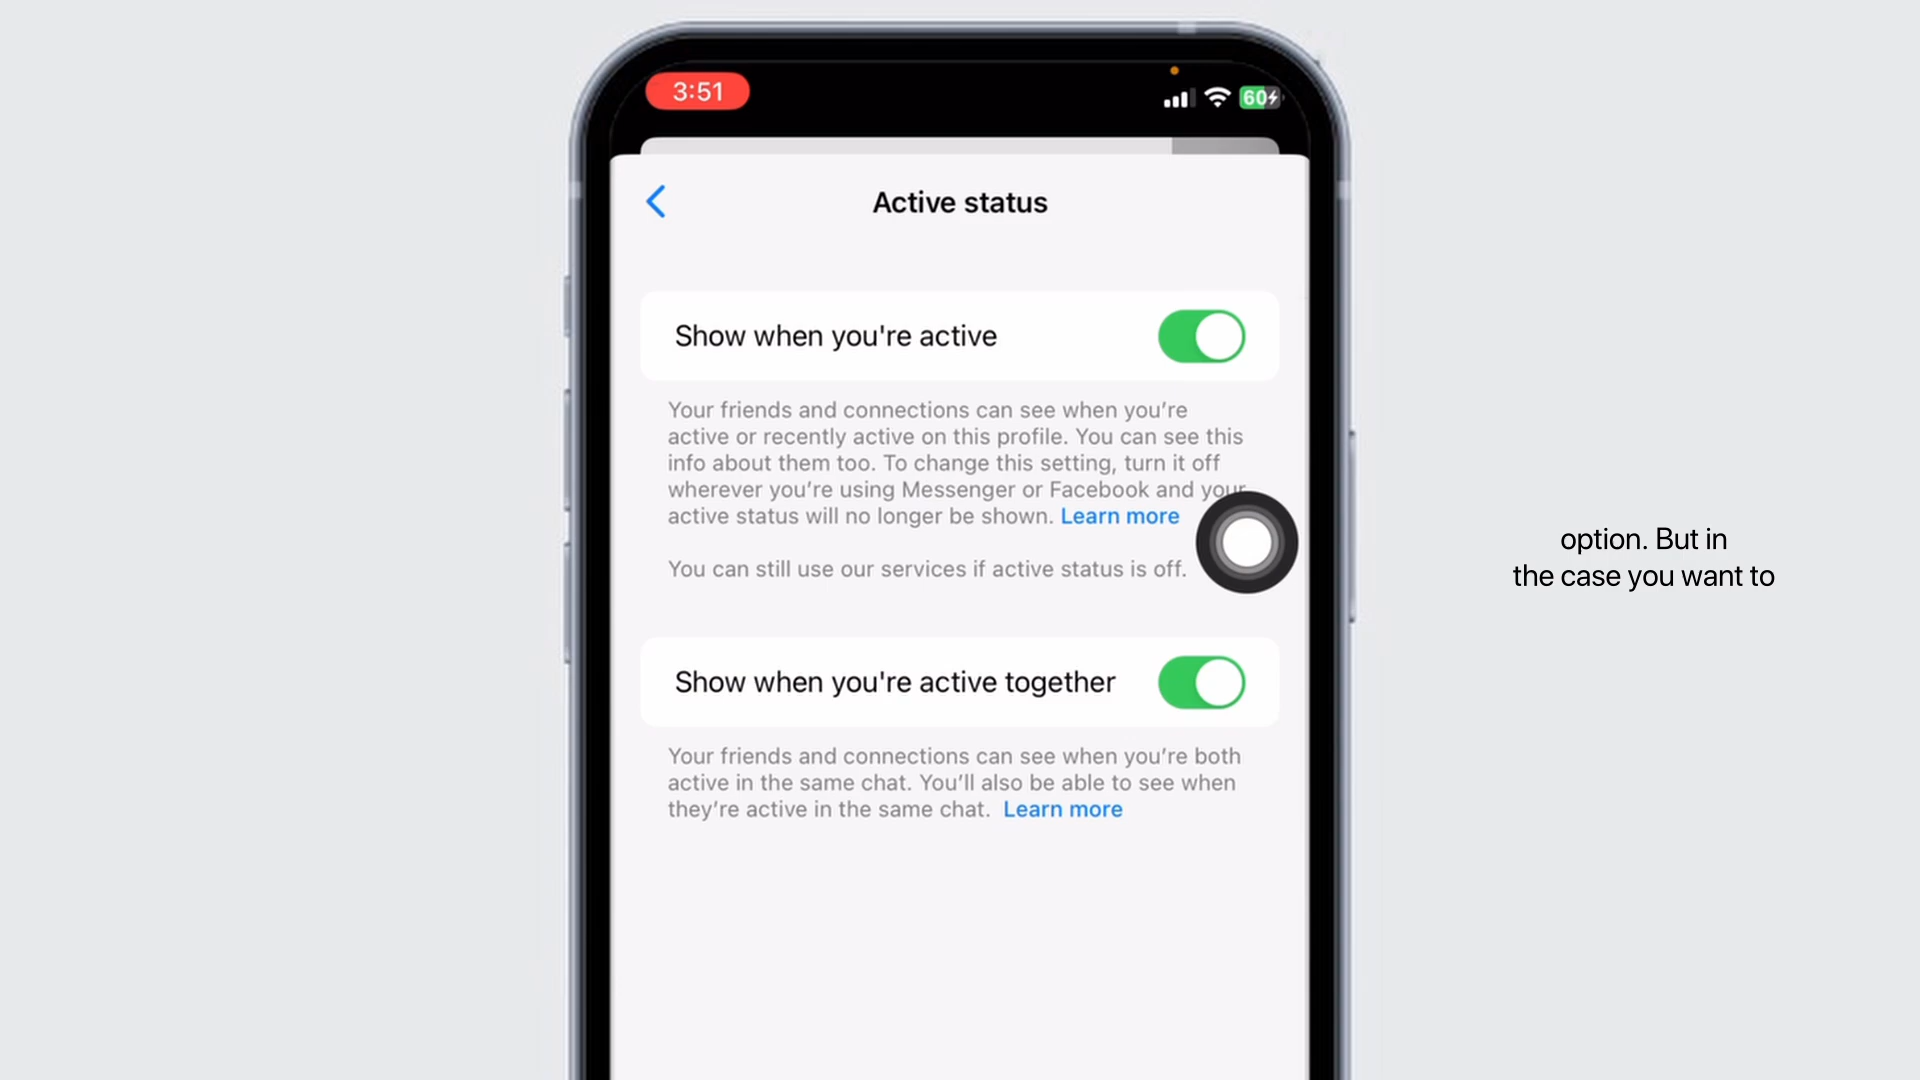 3:51
60
Active status
Show when you're active
Your friends and connections can see when you’re
active or recently active on this profile. You can see this
info about them too. To change this setting, turn it off
wherever you’re using Messenger or Facebook and your
active status will no longer be shown. Learn more
You can still use our services if active status is off.
option. But in
the case you want to
Show when you're active together
Your friends and connections can see when you’re both
active in the same chat. You’ll also be able to see when
they’re active in the same chat. Learn more